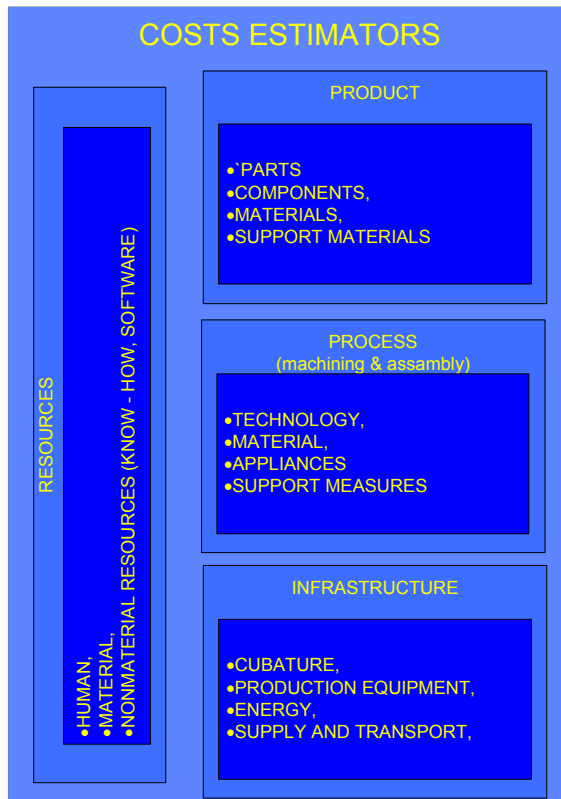 COSTS ESTIMATORS
RESOURCES
•HUMAN,
•MATERIAL,
•NONMATERIAL RESOURCES (KNOW - HOW, SOFTWARE)
PRODUCT
•`PARTS
•COMPONENTS,
•MATERIALS,
•SUPPORT MATERIALS
PROCESS
(machining & assambly)
•TECHNOLOGY,
•MATERIAL,
•APPLIANCES
•SUPPORT MEASURES
INFRASTRUCTURE
•CUBATURE,
•PRODUCTION EQUIPMENT,
•ENERGY,
•SUPPLY AND TRANSPORT,